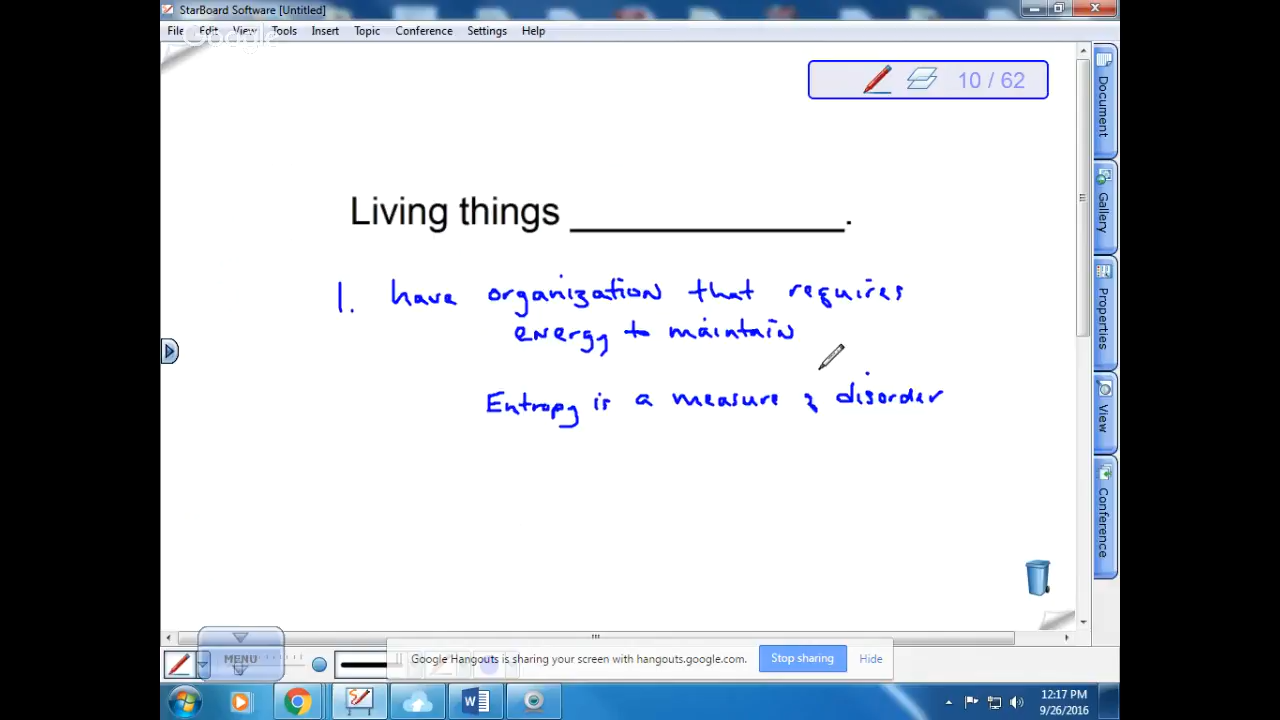 StarBoard Software [Untitled]
File Edit View Tools Insert Topic Conference Settings Help
Google
10 / 62
Living things ______________.
1. have organization that requires
energy to maintain
Entropy is a measure of disorder
Document
Gallery
Properties
View
Conference
MENU
Google Hangouts is sharing your screen with hangouts.google.com. Stop sharing Hide
12:17 PM
9/26/2016